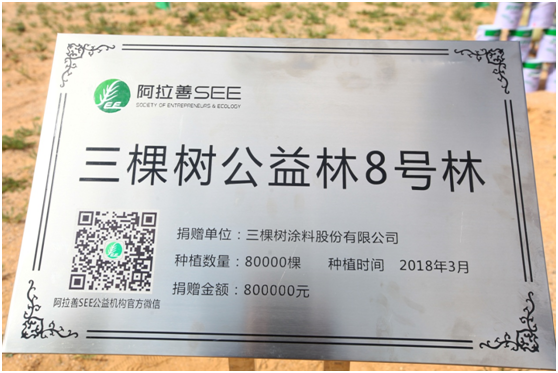 阿拉善SEE
SOCIETY OF ENTREPRENEURS & ECOLOGY
三棵树公益林8号林
捐赠单位：三棵树涂料股份有限公司
种植数量：80000棵 种植时间 2018年3月
捐赠金额：800000元
阿拉善SEE公益机构官方微信